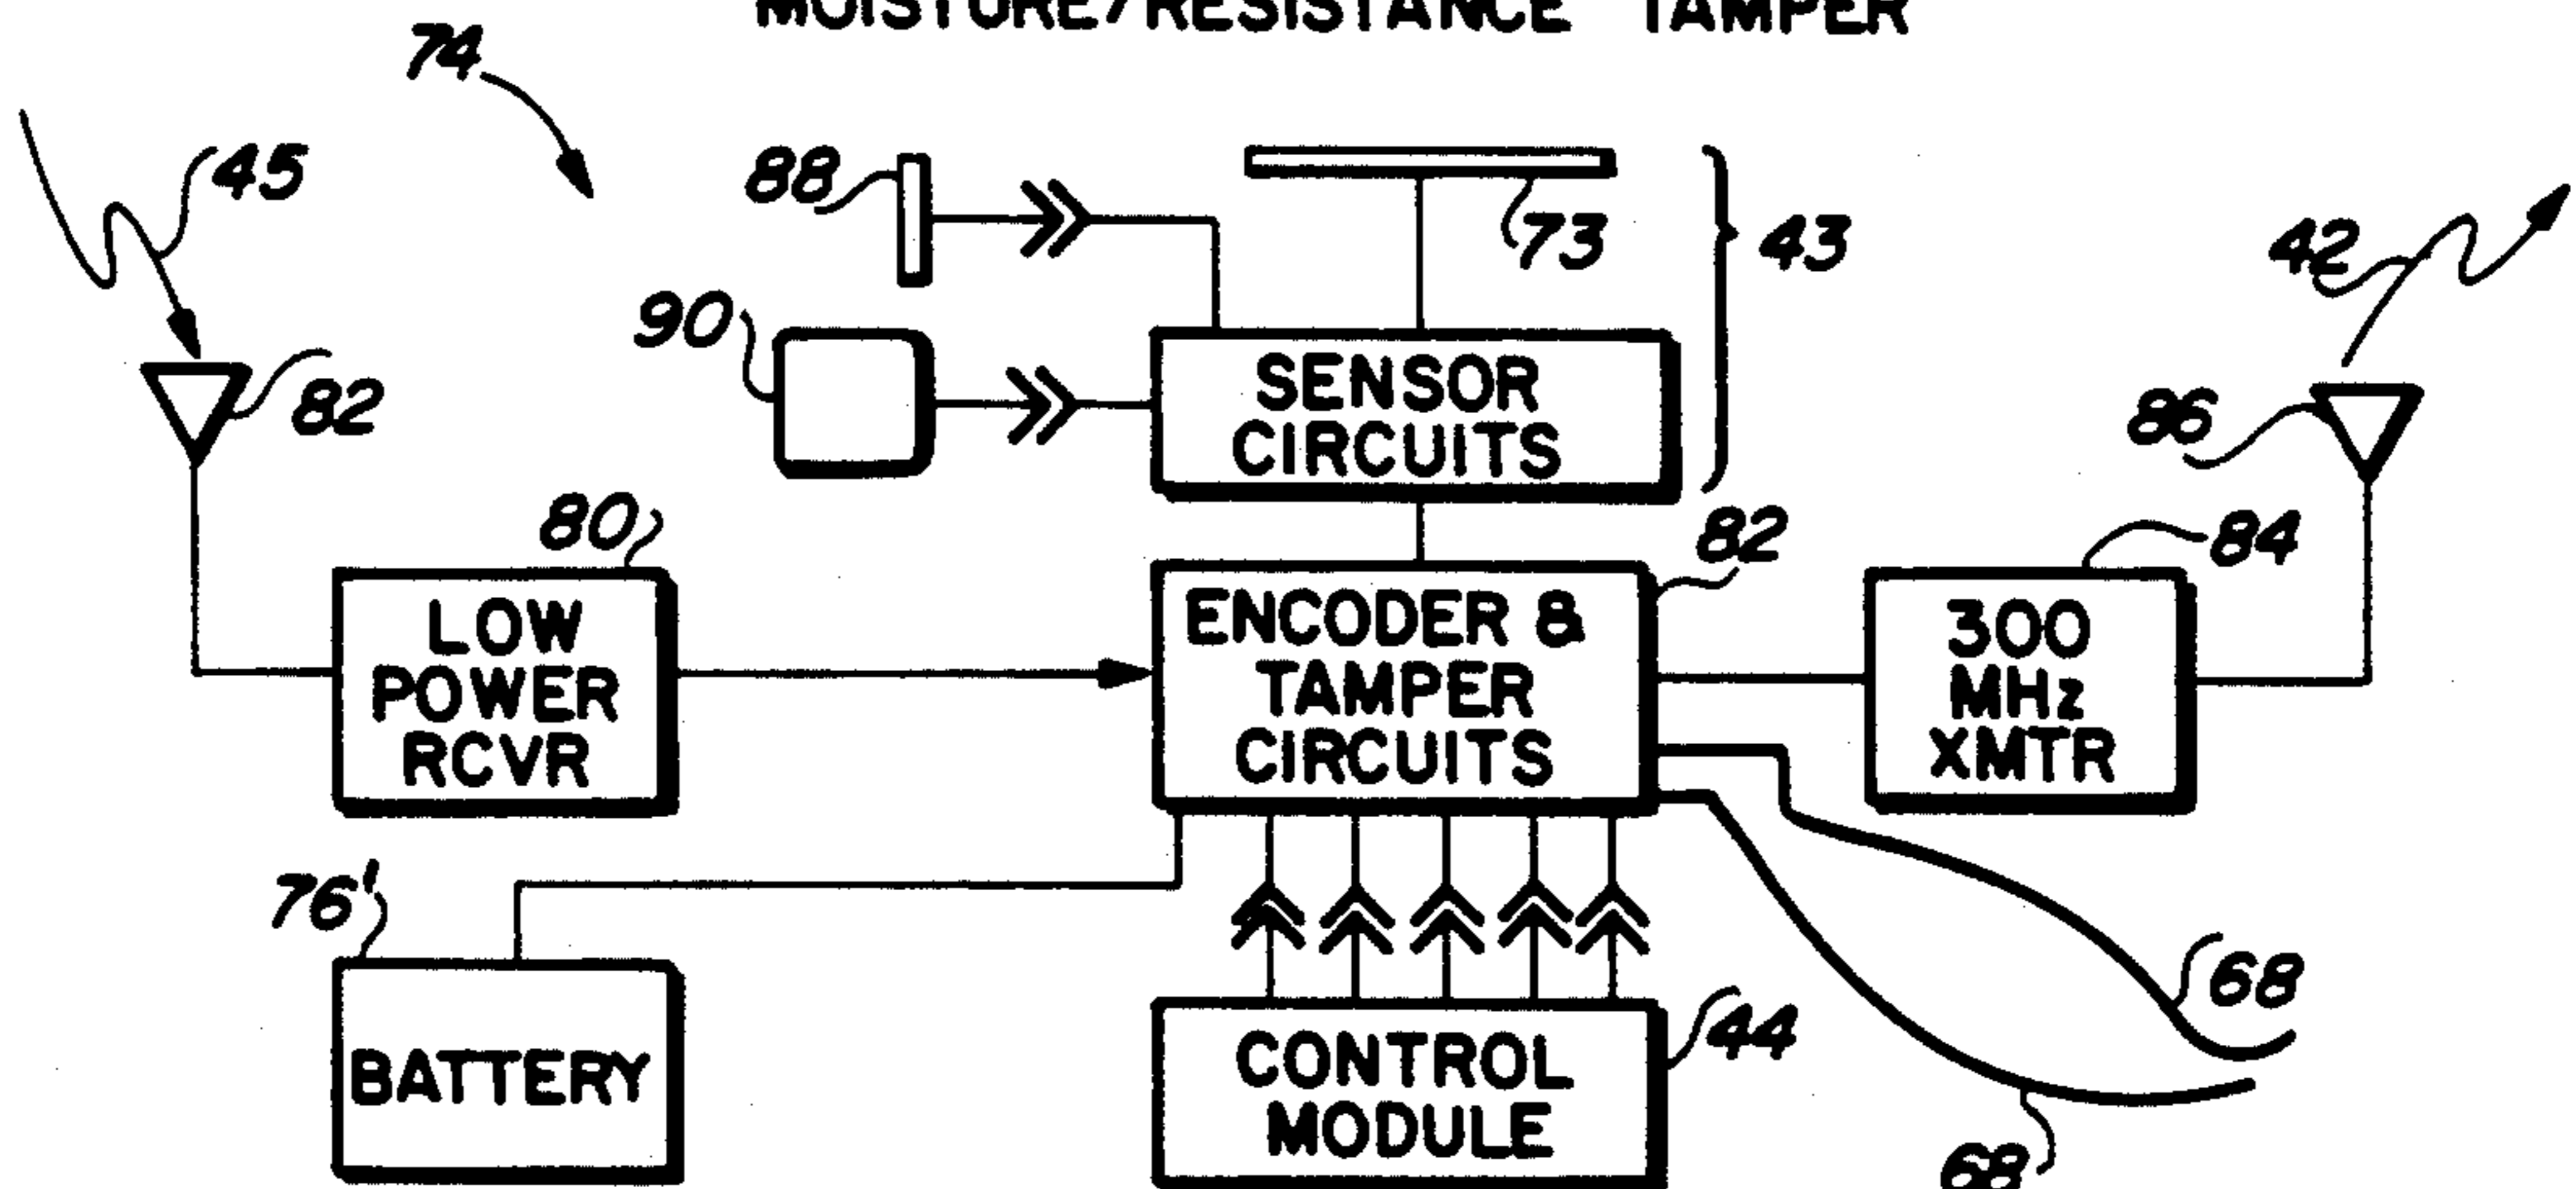 MOISTURE/RESISTANCE TAMPER
74
45
88
73
43
42
90
82
SENSOR
CIRCUITS
86
80
82
84
LOW
POWER
RCVR
ENCODER &
TAMPER
CIRCUITS
300
MHz
XMTR
76'
68
BATTERY
CONTROL
MODULE
44
68